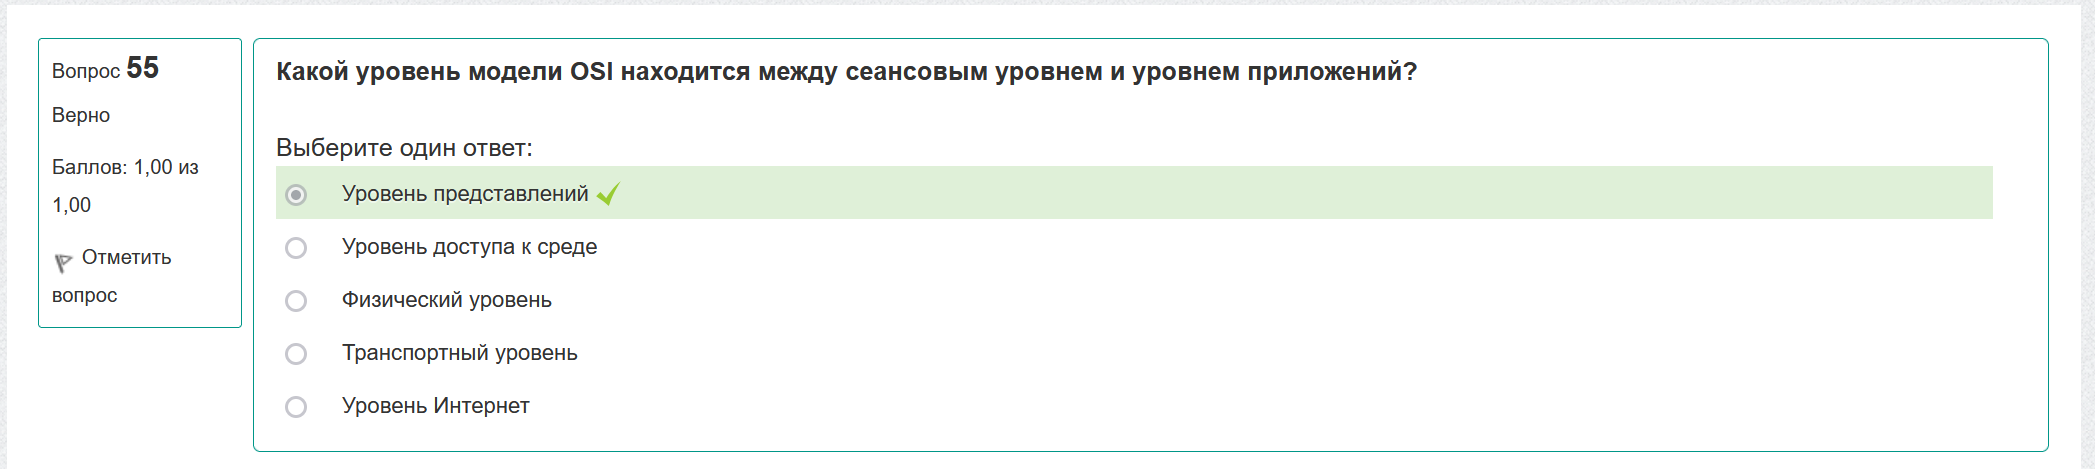 Вопрос 55
Верно
Баллов: 1,00 из
1,00
Отметить
вопрос
Какой уровень модели OSI находится между сеансовым уровнем и уровнем приложений?
Выберите один ответ:
Уровень представлений
Уровень доступа к среде
Физический уровень
Транспортный уровень
Уровень Интернет